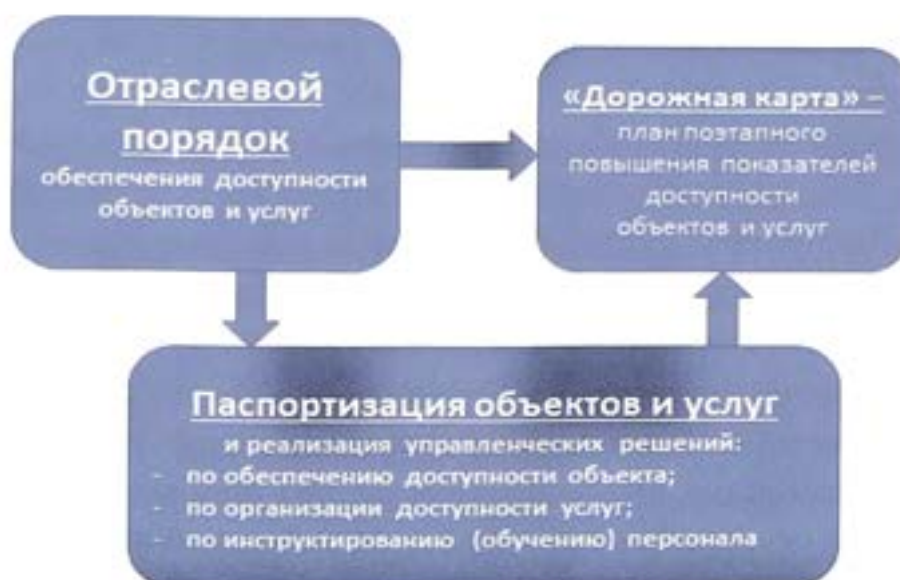 Отраслевой
порядок
обеспечения доступности
объектов и услуг
«Дорожная карта» –
план поэтапного
повышения показателей
доступности
объектов и услуг
Паспортизация объектов и услуг
и реализация управленческих решений:
- по обеспечению доступности объекта;
- по организации доступности услуг;
- по инструктированию (обучению) персонала